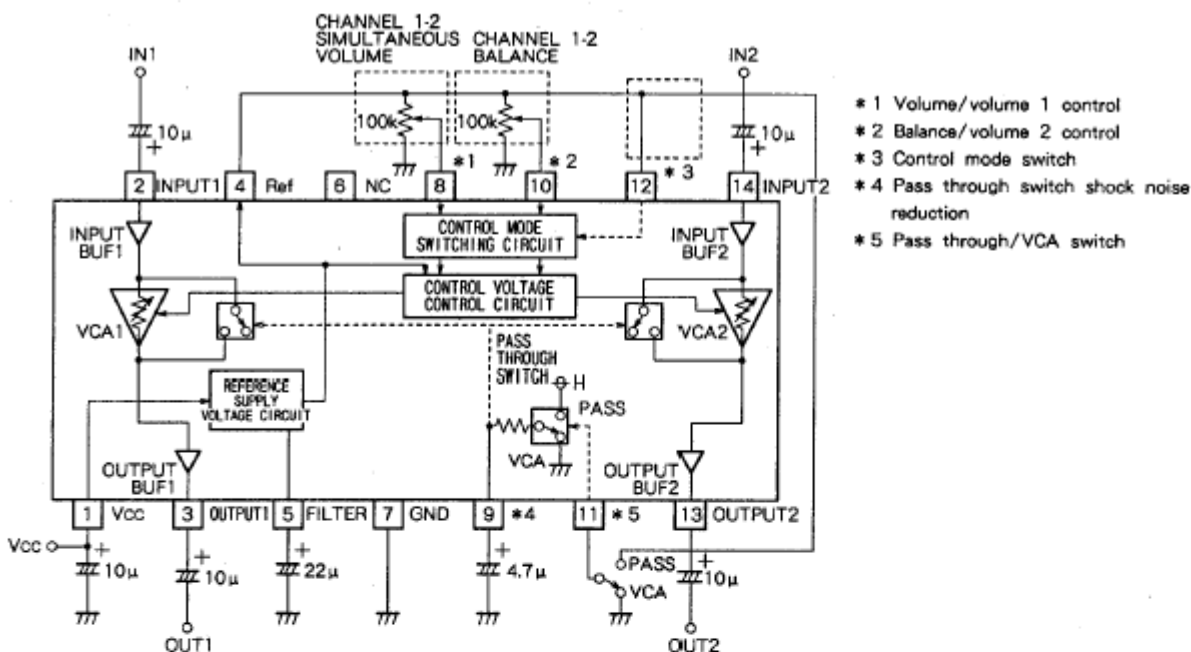 CHANNEL 1-2
SIMULTANEOUS
VOLUME
CHANNEL 1-2
BALANCE
IN1
IN2
10μ
+
100k
100k
10μ
+
*1
*2
*3
2 INPUT1
4 Ref
6 NC
8
10
12
14 INPUT2
*1 Volume/volume 1 control
*2 Balance/volume 2 control
*3 Control mode switch
*4 Pass through switch shock noise
reduction
*5 Pass through/VCA switch
INPUT
BUF1
CONTROL MODE
SWITCHING CIRCUIT
INPUT
BUF2
CONTROL VOLTAGE
CONTROL CIRCUIT
VCA1
VCA2
PASS
THROUGH
SWITCH
H
PASS
VCA
REFERENCE
SUPPLY
VOLTAGE CIRCUIT
OUTPUT
BUF1
OUTPUT
BUF2
1 Vcc
3 OUTPUT1
5 FILTER
7 GND
9 *4
11 *5
13 OUTPUT2
Vcc
+
10μ
+
10μ
+
22μ
+
4.7μ
PASS
VCA
+
10μ
OUT1
OUT2